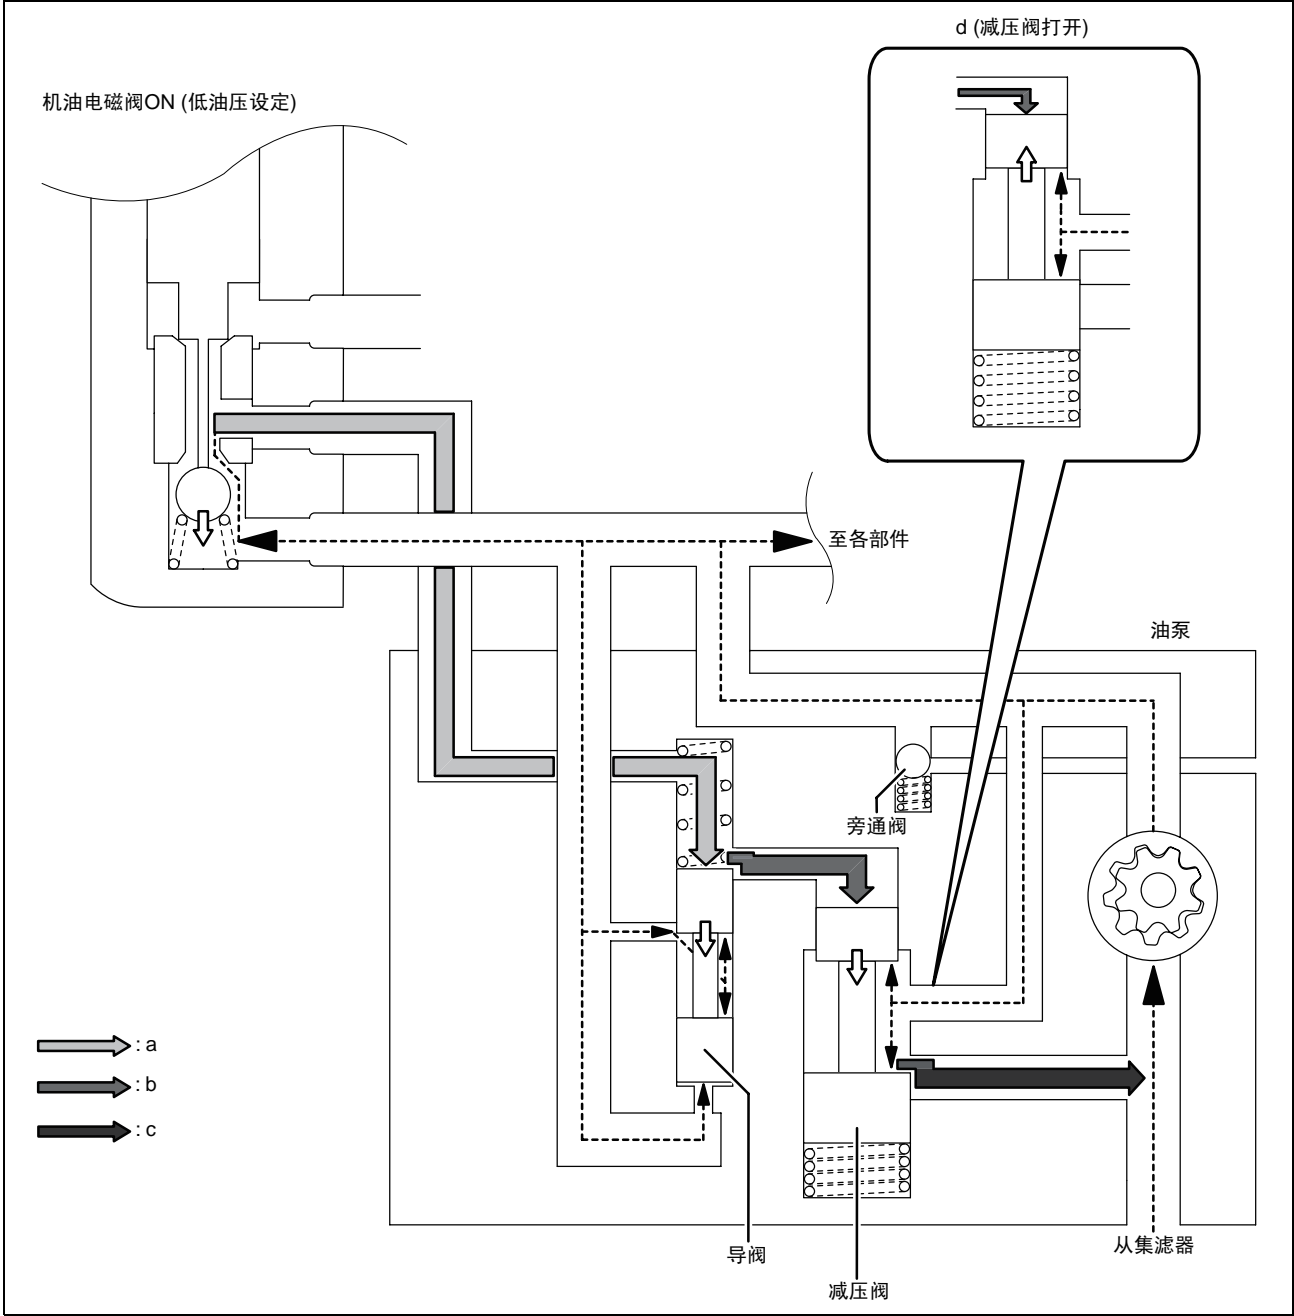 d (减压阀打开)
机油电磁阀ON (低油压设定)
至各部件
油泵
旁通阀
: a
: b
: c
导阀
从集滤器
减压阀